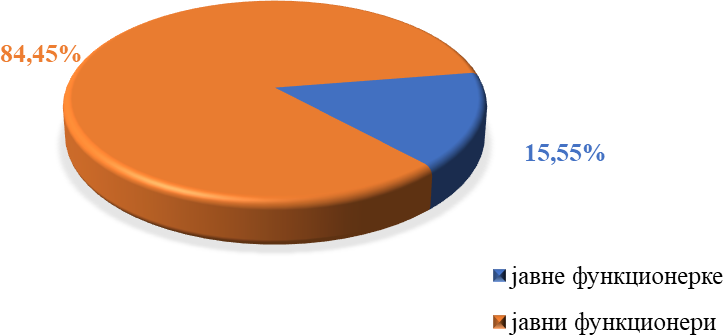 84,45%
15,55%
јавне функционерке
јавни функционери